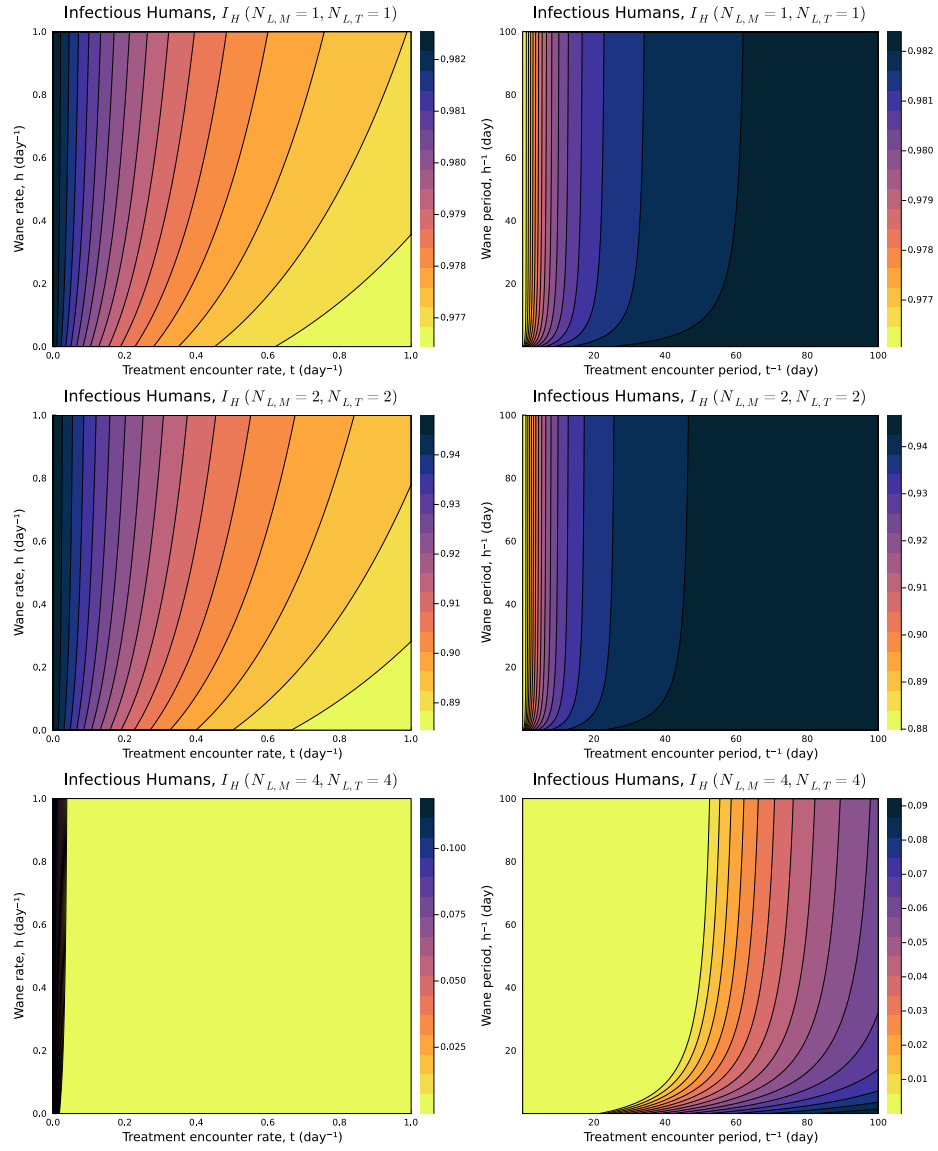 Infectious Humans, I_H (N_{L,M} = 1, N_{L,T} = 1)
Wane rate, h (day⁻¹)
1.0
0.8
0.6
0.4
0.2
0.0
0.0 0.2 0.4 0.6 0.8 1.0
Treatment encounter rate, t (day⁻¹)
0.982
0.981
0.980
0.979
0.978
0.977
Infectious Humans, I_H (N_{L,M} = 1, N_{L,T} = 1)
Wane period, h⁻¹ (day)
100
80
60
40
20
20 40 60 80 100
Treatment encounter period, t⁻¹ (day)
0.982
0.981
0.980
0.979
0.978
0.977
Infectious Humans, I_H (N_{L,M} = 2, N_{L,T} = 2)
Wane rate, h (day⁻¹)
1.0
0.8
0.6
0.4
0.2
0.0
0.0 0.2 0.4 0.6 0.8 1.0
Treatment encounter rate, t (day⁻¹)
0.94
0.93
0.92
0.91
0.90
0.89
Infectious Humans, I_H (N_{L,M} = 2, N_{L,T} = 2)
Wane period, h⁻¹ (day)
100
80
60
40
20
20 40 60 80 100
Treatment encounter period, t⁻¹ (day)
0.94
0.93
0.92
0.91
0.90
0.89
0.88
Infectious Humans, I_H (N_{L,M} = 4, N_{L,T} = 4)
Wane rate, h (day⁻¹)
1.0
0.8
0.6
0.4
0.2
0.0
0.0 0.2 0.4 0.6 0.8 1.0
Treatment encounter rate, t (day⁻¹)
0.100
0.075
0.050
0.025
Infectious Humans, I_H (N_{L,M} = 4, N_{L,T} = 4)
Wane period, h⁻¹ (day)
100
80
60
40
20
20 40 60 80 100
Treatment encounter period, t⁻¹ (day)
0.09
0.08
0.07
0.06
0.05
0.04
0.03
0.02
0.01